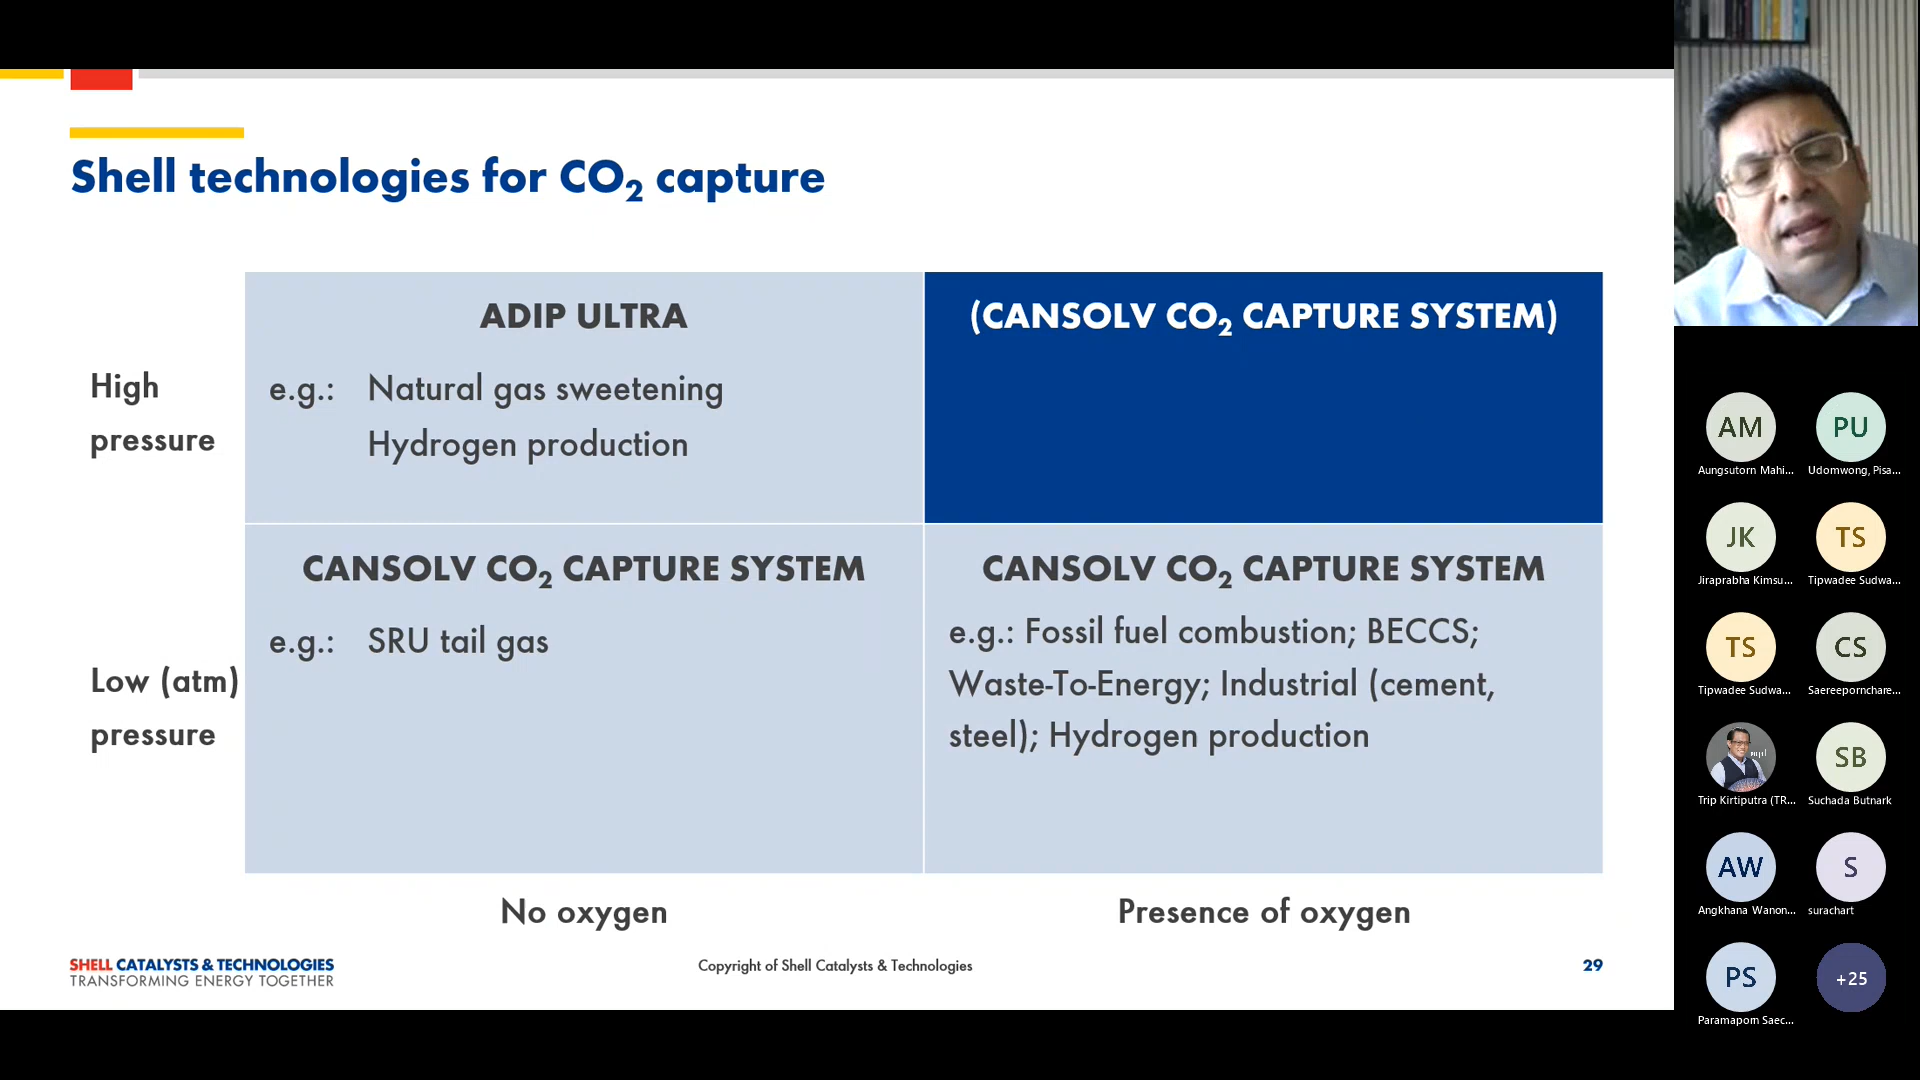 Shell technologies for CO₂ capture
High
pressure
ADIP ULTRA
e.g.: Natural gas sweetening
Hydrogen production
(CANSOLV CO₂ CAPTURE SYSTEM)
Low (atm)
pressure
CANSOLV CO₂ CAPTURE SYSTEM
e.g.: SRU tail gas
CANSOLV CO₂ CAPTURE SYSTEM
e.g.: Fossil fuel combustion; BECCS;
Waste-To-Energy; Industrial (cement,
steel); Hydrogen production
No oxygen
Presence of oxygen
SHELL CATALYSTS & TECHNOLOGIES
TRANSFORMING ENERGY TOGETHER
Copyright of Shell Catalysts & Technologies
29
AM
Aungsutorn Mahi...
PU
Udomwong, Pisa...
JK
Jiraprabha Kimsu...
TS
Tipwadee Sudwa...
TS
Tipwadee Sudwa...
CS
Saereepornchare...
Trip Kirtiputra (TR...
SB
Suchada Butnark
AW
Angkhana Wanon...
S
surachart
PS
Paramaporn Saec...
+25